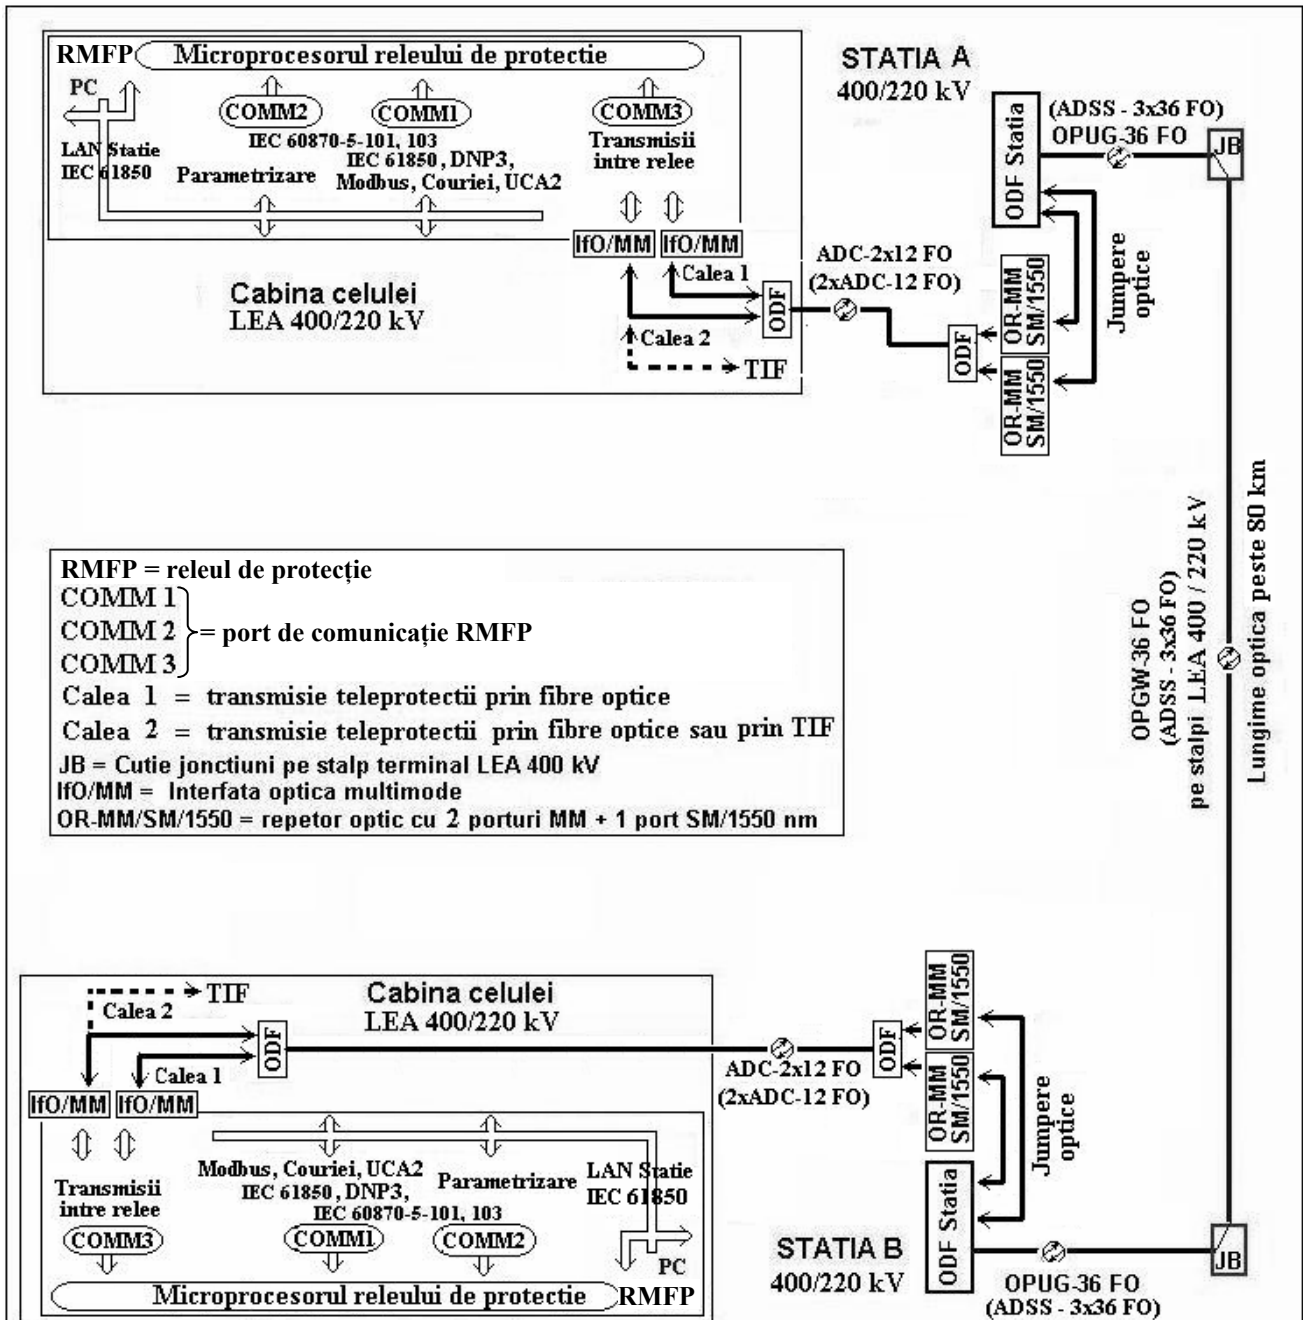 RMFP Microprocesorul releului de protectie
PC
COMM2
COMM1
COMM3
LAN Statie
IEC 61850
IEC 60870-5-101, 103
IEC 61850, DNP3,
Modbus, Couriei, UCA2
Parametrizare
Transmisii
intre relee
IfO/MM
IfO/MM
Calea 1
Calea 2
TIF
ODF
Cabina celulei
LEA 400/220 kV
STATIA A
400/220 kV
ADC-2x12 FO
(2xADC-12 FO)
ODF
OR-MM
SM/1550
OR-MM
SM/1550
ODF Statia
Jumpere
optice
(ADSS - 3x36 FO)
OPUG-36 FO
JB
OPGW-36 FO
(ADSS - 3x36 FO)
pe stalpi LEA 400 / 220 kV
Lungime optica peste 80 km
RMFP = releul de protecție
COMM 1
COMM 2
COMM 3
= port de comunicație RMFP
Calea 1 = transmisie teleprotectii prin fibre optice
Calea 2 = transmisie teleprotectii prin fibre optice sau prin TIF
JB = Cutie jonctiuni pe stalp terminal LEA 400 kV
IfO/MM = Interfata optica multimode
OR-MM/SM/1550 = repetor optic cu 2 porturi MM + 1 port SM/1550 nm
TIF
Calea 2
Calea 1
ODF
Cabina celulei
LEA 400/220 kV
IfO/MM
IfO/MM
ADC-2x12 FO
(2xADC-12 FO)
ODF
OR-MM
SM/1550
OR-MM
SM/1550
Jumpere
optice
ODF Statia
Transmisii
intre relee
Modbus, Couriei, UCA2
IEC 61850, DNP3,
IEC 60870-5-101, 103
Parametrizare
LAN Statie
IEC 61850
COMM3
COMM1
COMM2
PC
Microprocesorul releului de protectie RMFP
STATIA B
400/220 kV
OPUG-36 FO
(ADSS - 3x36 FO)
JB